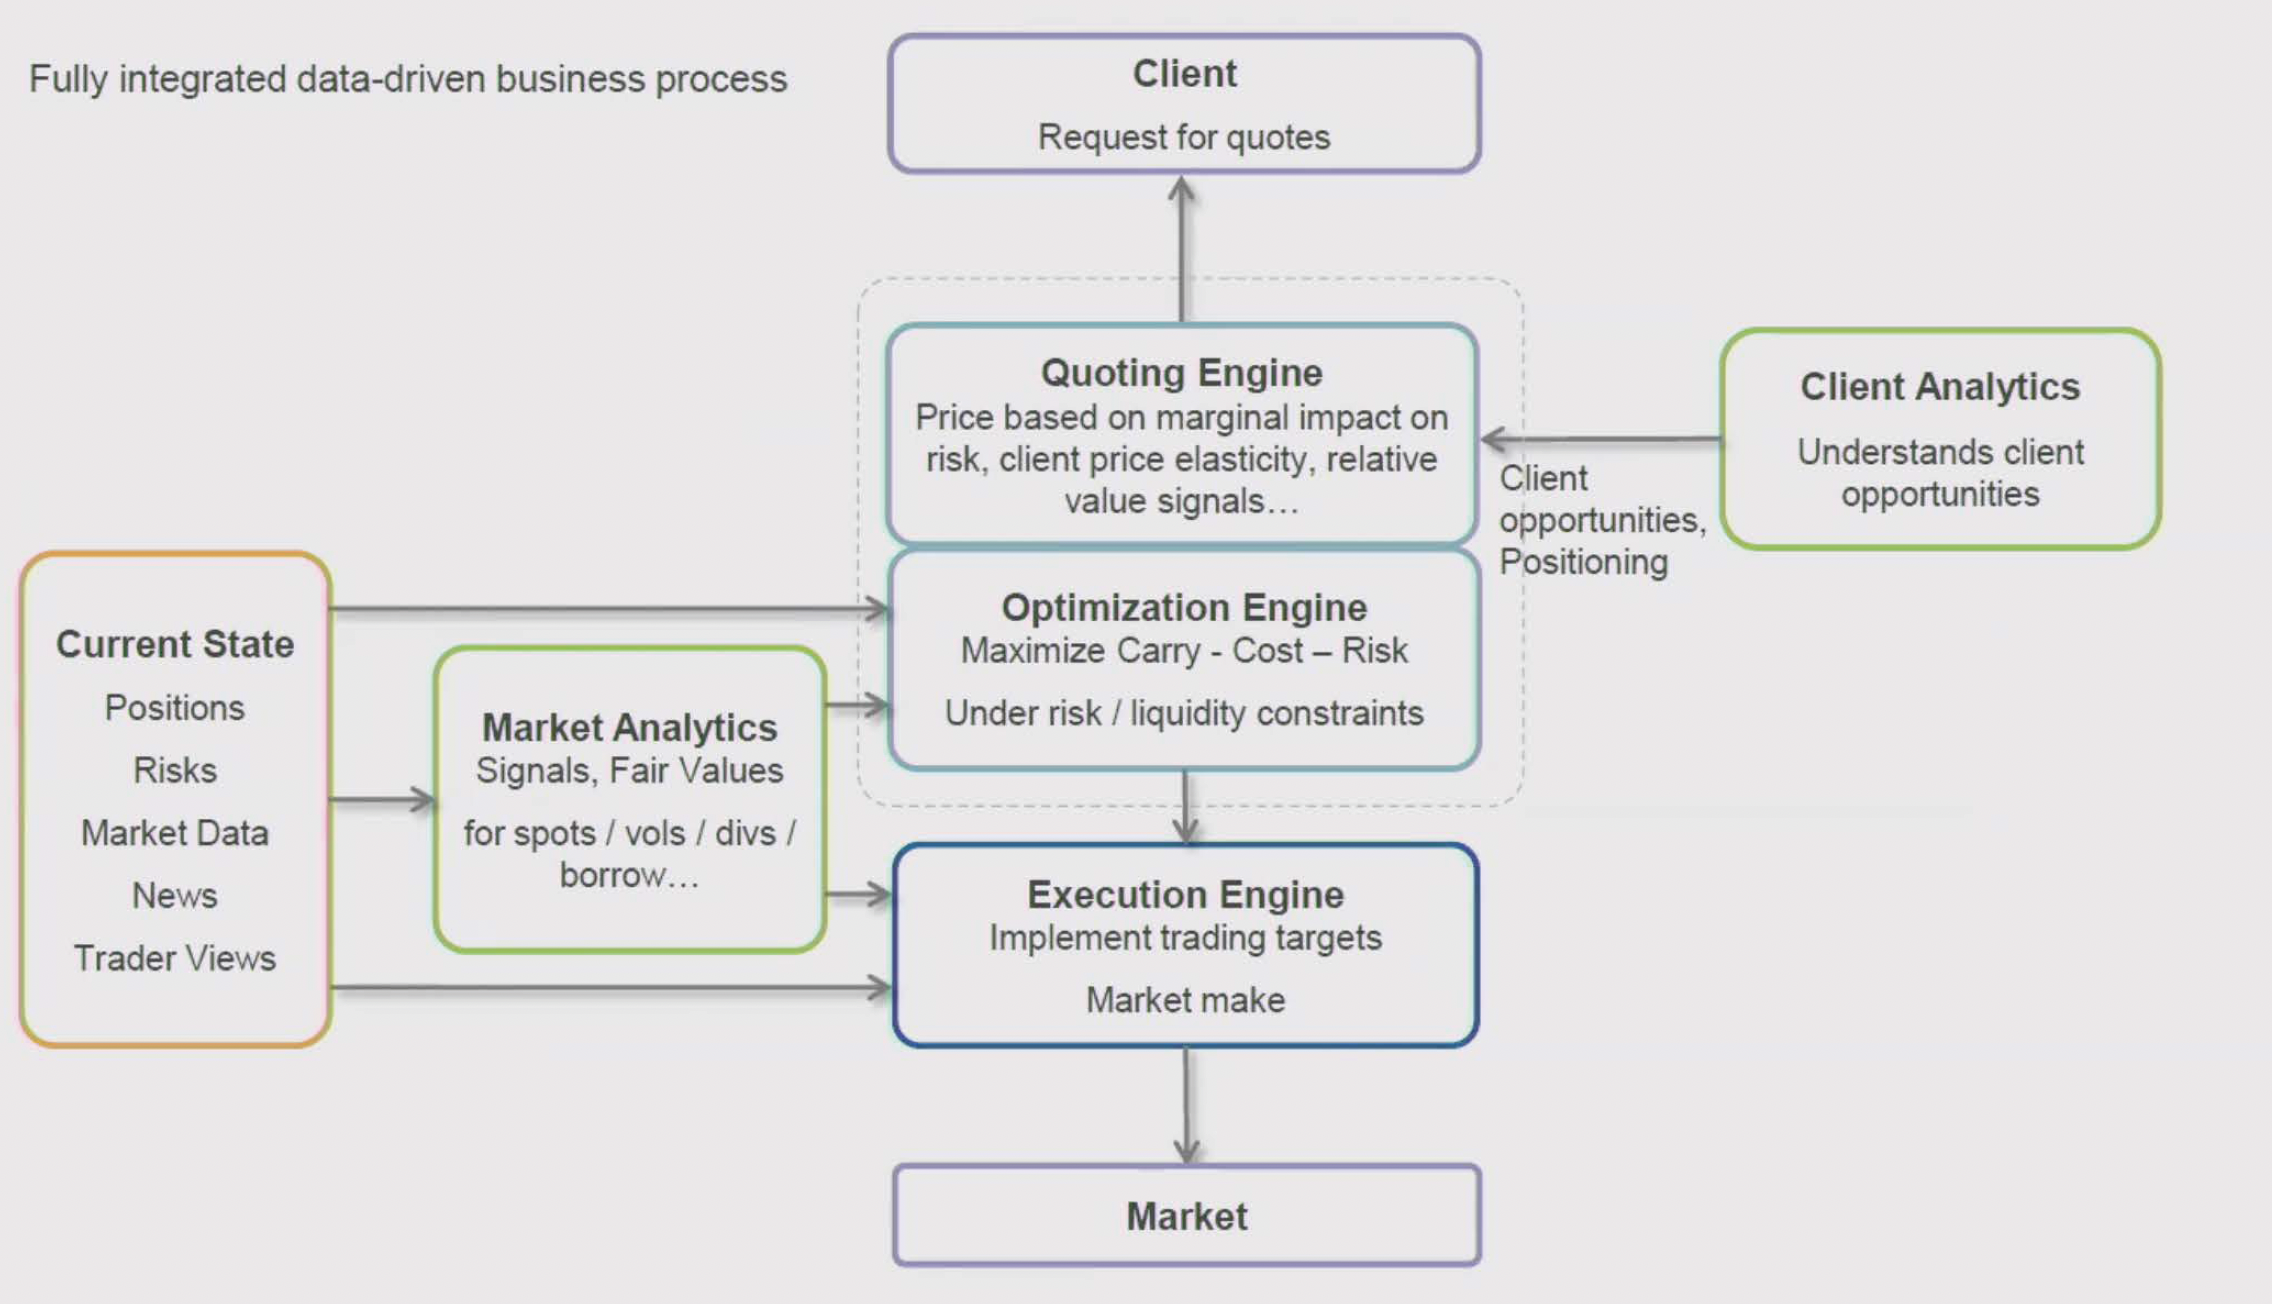 Fully integrated data-driven business process
Client
Request for quotes
Quoting Engine
Price based on marginal impact on
risk, client price elasticity, relative
value signals…
Client Analytics
Understands client
opportunities
Client
opportunities,
Positioning
Optimization Engine
Maximize Carry - Cost – Risk
Under risk / liquidity constraints
Current State
Positions
Risks
Market Data
News
Trader Views
Market Analytics
Signals, Fair Values
for spots / vols / divs /
borrow…
Execution Engine
Implement trading targets
Market make
Market